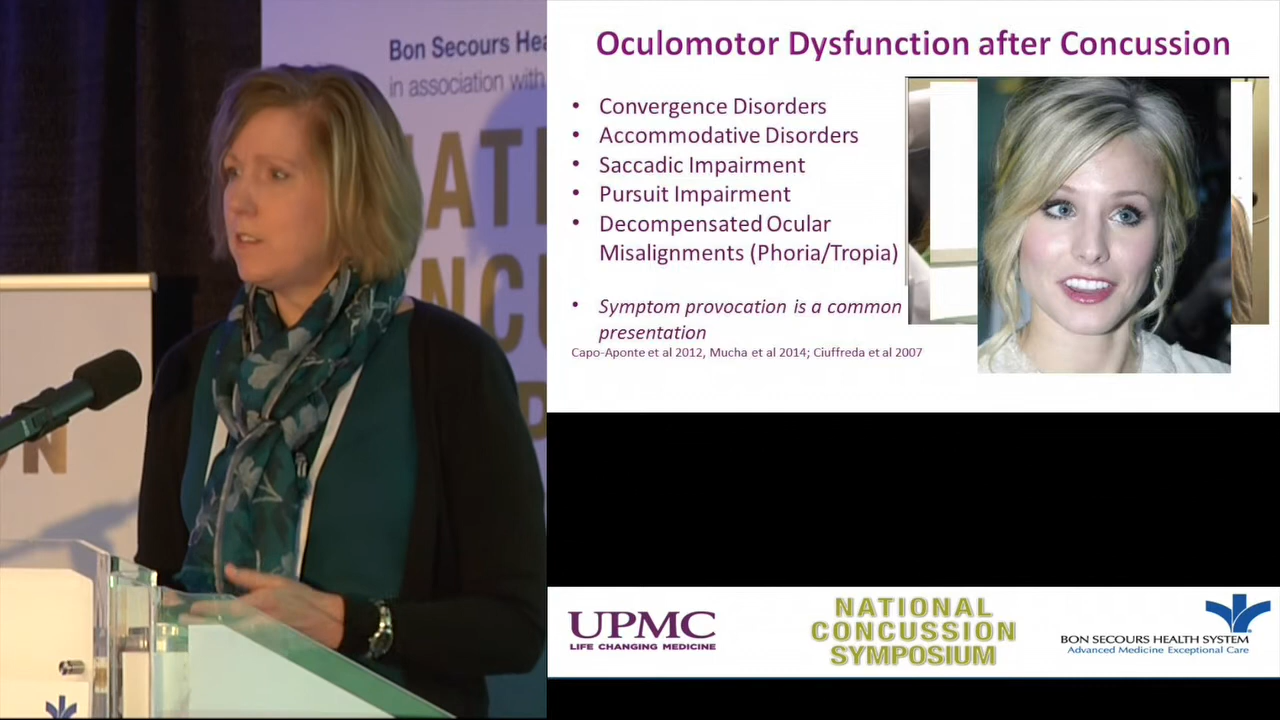 Bon Secours Hea
in association with
Oculomotor Dysfunction after Concussion
• Convergence Disorders
• Accommodative Disorders
• Saccadic Impairment
• Pursuit Impairment
• Decompensated Ocular
Misalignments (Phoria/Tropia)
• Symptom provocation is a common
presentation
Capo-Aponte et al 2012, Mucha et al 2014; Ciuffreda et al 2007
UPMC
LIFE CHANGING MEDICINE
NATIONAL
CONCUSSION
SYMPOSIUM
BON SECOURS HEALTH SYSTEM
Advanced Medicine Exceptional Care